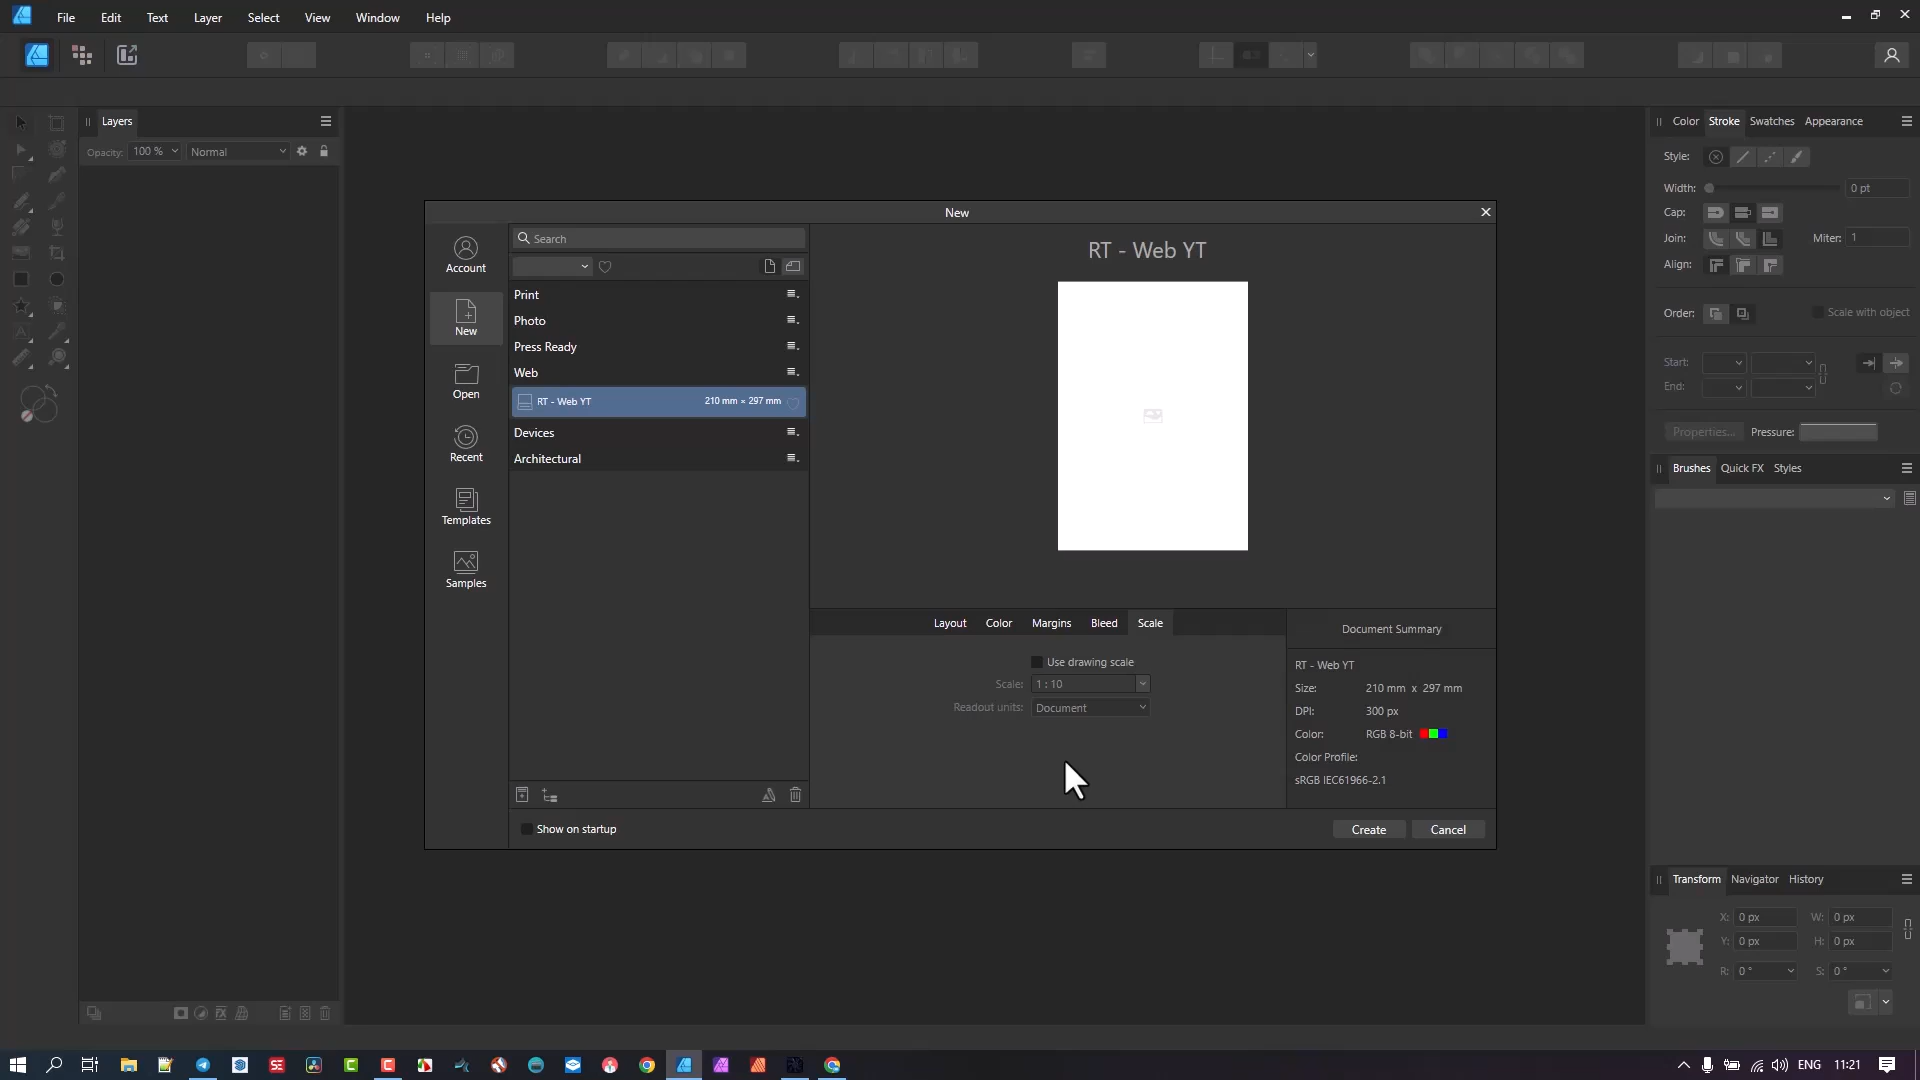 File Edit Text Layer Select View Window Help
Layers
Opacity: 100 % Normal
New
Account
New
Open
Recent
Templates
Samples
Search
Print
Photo
Press Ready
Web
RT - Web YT 210 mm × 297 mm
Devices
Architectural
Show on startup
RT - Web YT
Layout Color Margins Bleed Scale
Use drawing scale
Scale: 1 : 10
Readout units: Document
Document Summary
RT - Web YT
Size: 210 mm x 297 mm
DPI: 300 px
Color: RGB 8-bit
Color Profile:
sRGB IEC61966-2.1
Create Cancel
Color Stroke Swatches Appearance
Style:
Width: 0 pt
Cap:
Join: Miter: 1
Align:
Order: Scale with object
Start:
End:
Properties... Pressure:
Brushes Quick FX Styles
Transform Navigator History
X: 0 px W: 0 px
Y: 0 px H: 0 px
R: 0 ° S: 0 °
ENG 11:21